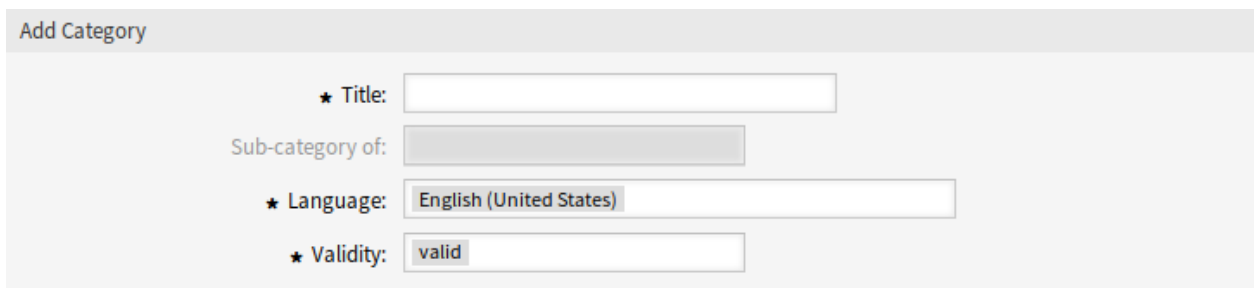 Add Category
★ Title:
Sub-category of:
★ Language: English (United States)
★ Validity: valid